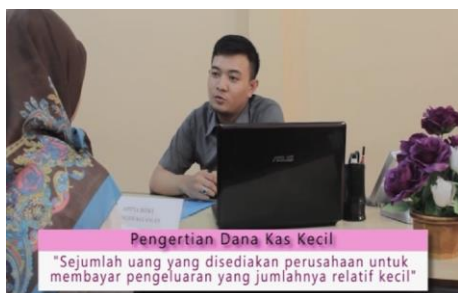 ASUS
Pengertian Dana Kas Kecil
"Sejumlah uang yang disediakan perusahaan untuk
membayar pengeluaran yang jumlahnya relatif kecil"